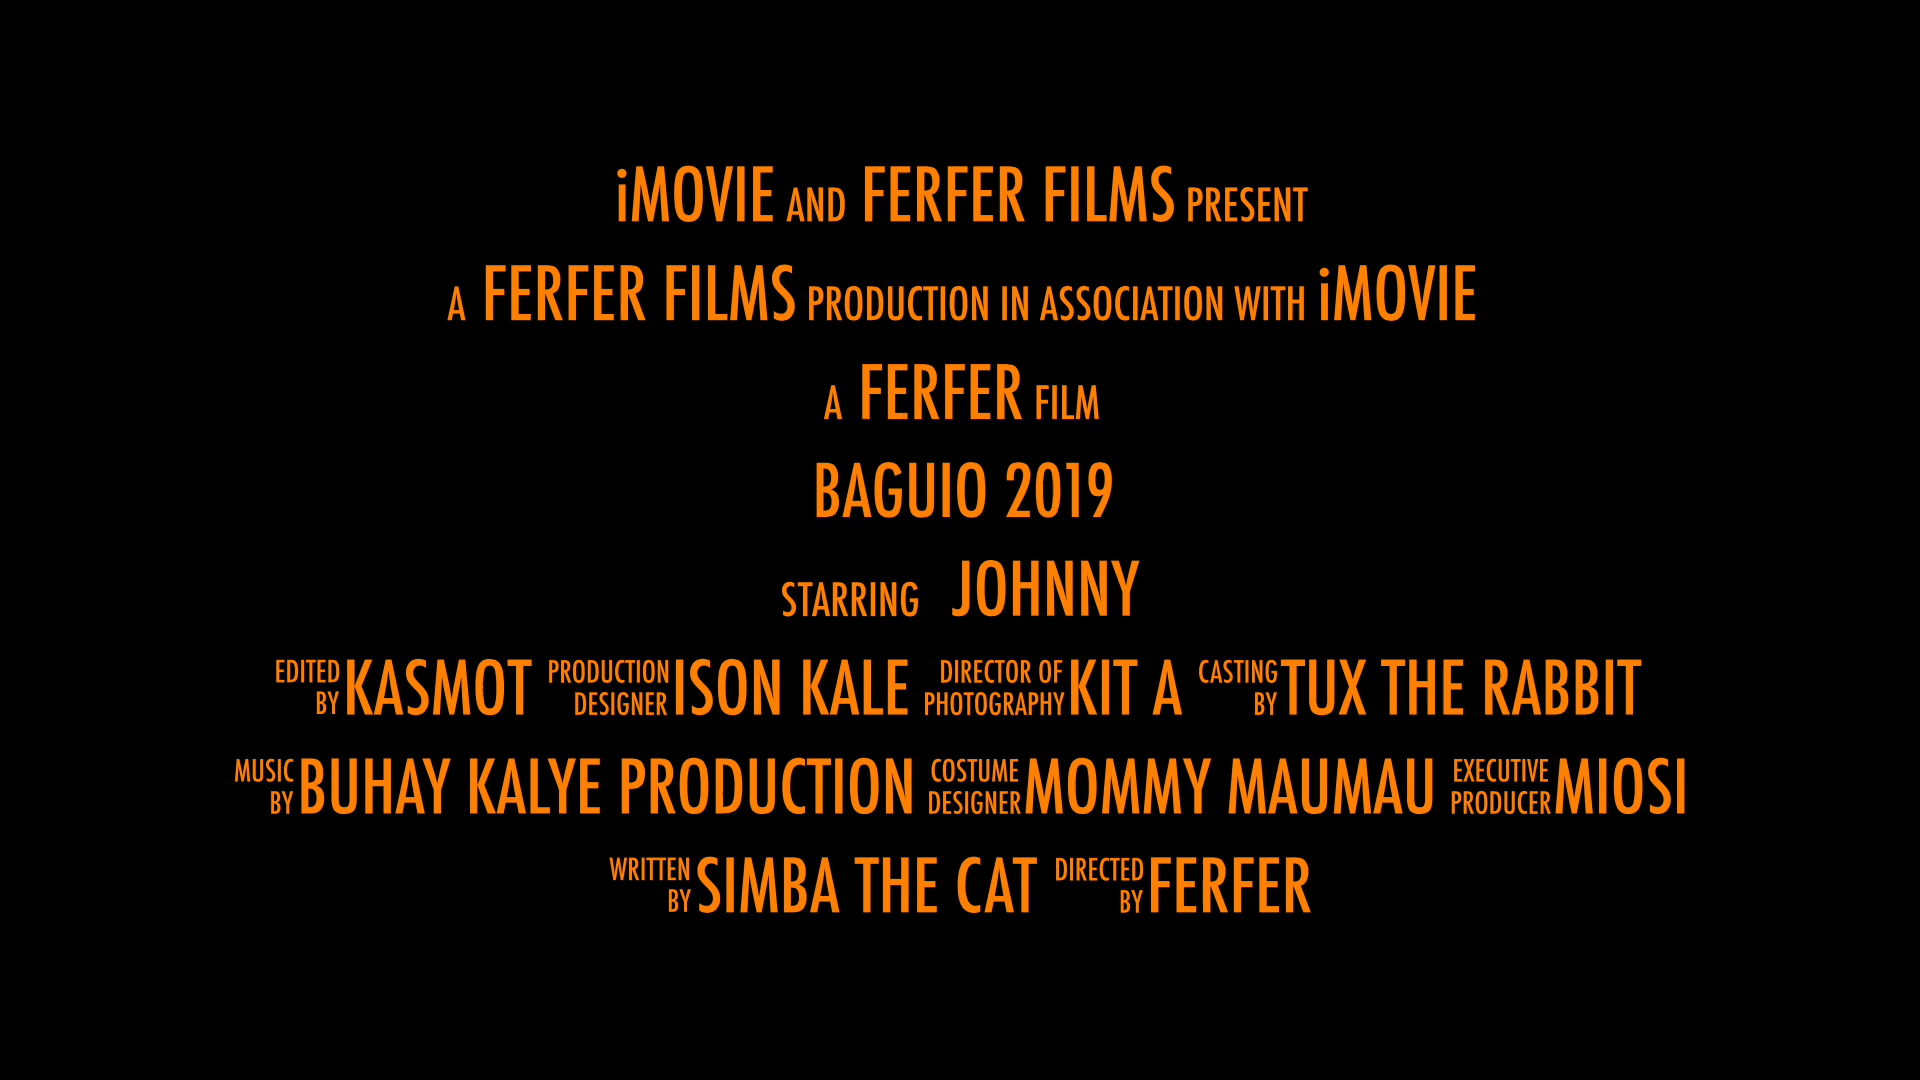 iMOVIE AND FERFER FILMS PRESENT
A FERFER FILMS PRODUCTION IN ASSOCIATION WITH iMOVIE
A FERFER FILM
BAGUIO 2019
STARRING JOHNNY
EDITED BY KASMOT PRODUCTION DESIGNER ISON KALE DIRECTOR OF PHOTOGRAPHY KIT A CASTING BY TUX THE RABBIT
MUSIC BY BUHAY KALYE PRODUCTION COSTUME DESIGNER MOMMY MAUMAU EXECUTIVE PRODUCER MIOSI
WRITTEN BY SIMBA THE CAT DIRECTED BY FERFER